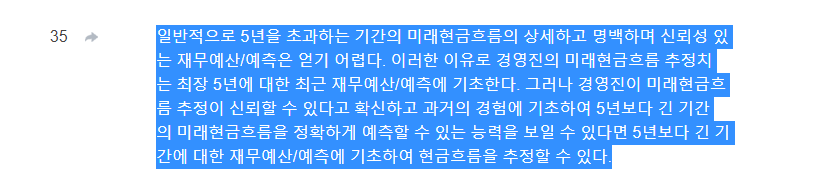 35
일반적으로 5년을 초과하는 기간의 미래현금흐름의 상세하고 명백하며 신뢰성 있
는 재무예산/예측은 얻기 어렵다. 이러한 이유로 경영진의 미래현금흐름 추정치
는 최장 5년에 대한 최근 재무예산/예측에 기초한다. 그러나 경영진이 미래현금흐
름 추정이 신뢰할 수 있다고 확신하고 과거의 경험에 기초하여 5년보다 긴 기간
의 미래현금흐름을 정확하게 예측할 수 있는 능력을 보일 수 있다면 5년보다 긴 기
간에 대한 재무예산/예측에 기초하여 현금흐름을 추정할 수 있다.